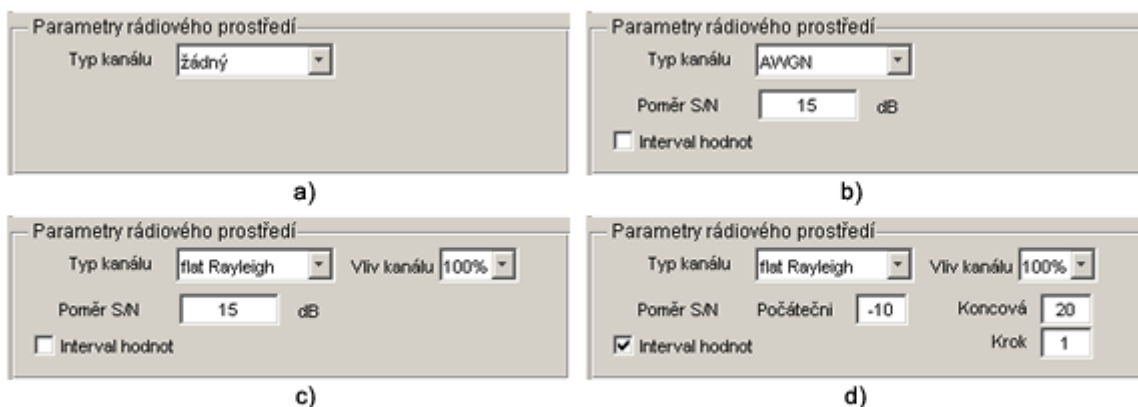 Parametry rádiového prostředí
Typ kanálu žádný
a)
Parametry rádiového prostředí
Typ kanálu AWGN
Poměr S/N 15 dB
Interval hodnot
b)
Parametry rádiového prostředí
Typ kanálu flat Rayleigh Vliv kanálu 100%
Poměr S/N 15 dB
Interval hodnot
c)
Parametry rádiového prostředí
Typ kanálu flat Rayleigh Vliv kanálu 100%
Poměr S/N Počáteční -10 Koncová 20
Interval hodnot Krok 1
d)